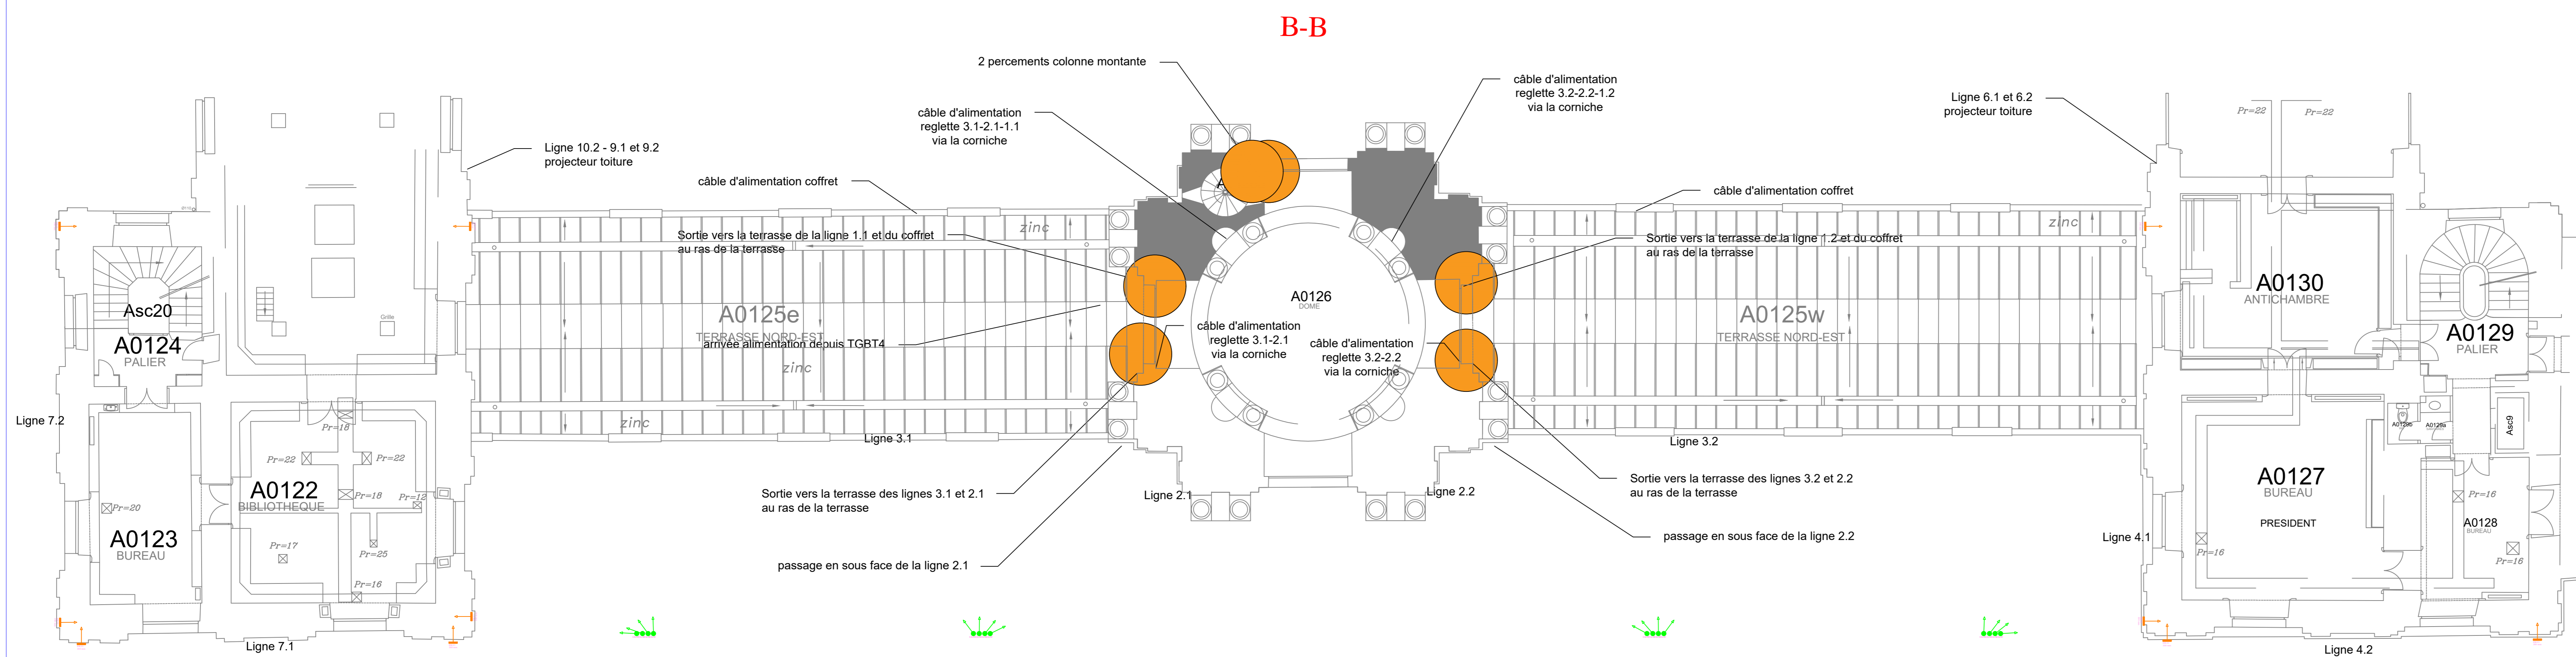 B-B
2 percements colonne montante
câble d'alimentation
reglette 3.2-2.2-1.2
via la corniche
câble d'alimentation
reglette 3.1-2.1-1.1
via la corniche
Ligne 6.1 et 6.2
projecteur toiture
Pr=22
Pr=22
Ligne 10.2 - 9.1 et 9.2
projecteur toiture
câble d'alimentation coffret
câble d'alimentation coffret
zinc
zinc
Sortie vers la terrasse de la ligne 1.1 et du coffret
au ras de la terrasse
Sortie vers la terrasse de la ligne 1.2 et du coffret
au ras de la terrasse
A0130
ANTICHAMBRE
Asc20
A0124
PALIER
Grille
A0125e
TERRASSE NORD-EST
arrivée alimentation depuis TGBT4
zinc
A0126
DOME
câble d'alimentation
reglette 3.1-2.1
via la corniche
câble d'alimentation
reglette 3.2-2.2
via la corniche
A0125w
TERRASSE NORD-EST
A0129
PALIER
Ligne 7.2
zinc
Ligne 3.1
Ligne 3.2
A0129b
A0129a
Asc9
Pr=18
Pr=22
Pr=22
Pr=18
Pr=12
A0122
BIBLIOTHEQUE
Pr=20
A0123
BUREAU
Pr=17
Pr=25
Pr=16
Sortie vers la terrasse des lignes 3.1 et 2.1
au ras de la terrasse
Ligne 2.1
Ligne 2.2
Sortie vers la terrasse des lignes 3.2 et 2.2
au ras de la terrasse
A0127
BUREAU
PRESIDENT
Pr=16
A0128
BUREAU
Pr=16
Pr=16
passage en sous face de la ligne 2.1
passage en sous face de la ligne 2.2
Ligne 4.1
Ligne 7.1
Ligne 4.2